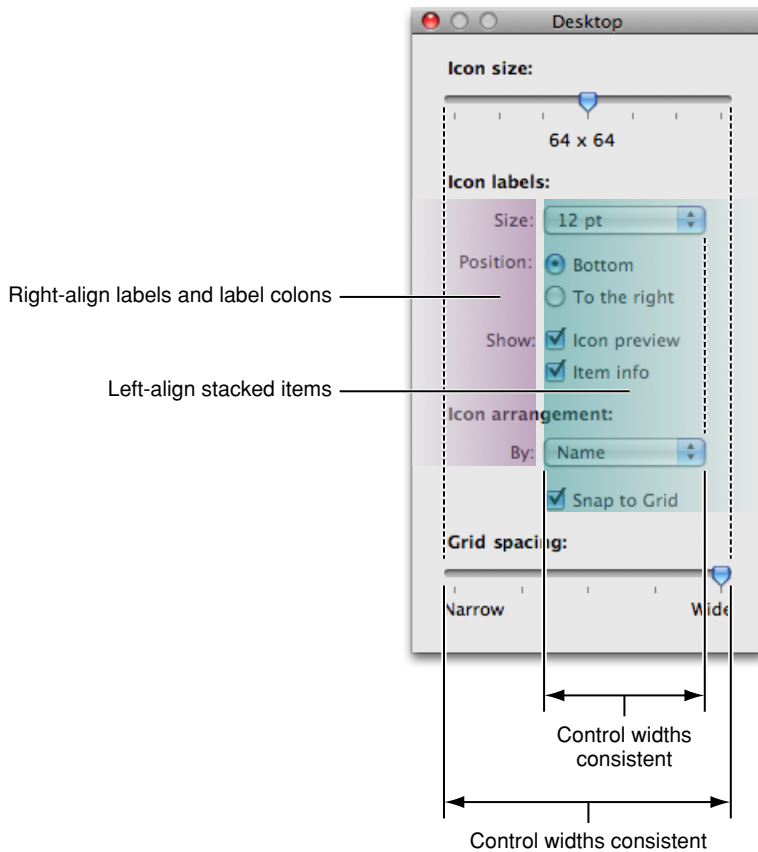 Desktop
Icon size:
64 x 64
Icon labels:
Size: 12 pt
Position: Bottom
To the right
Right-align labels and label colons
Show: Icon preview
Left-align stacked items
Item info
Icon arrangement:
By: Name
Snap to Grid
Grid spacing:
Narrow Wide
Control widths
consistent
Control widths consistent